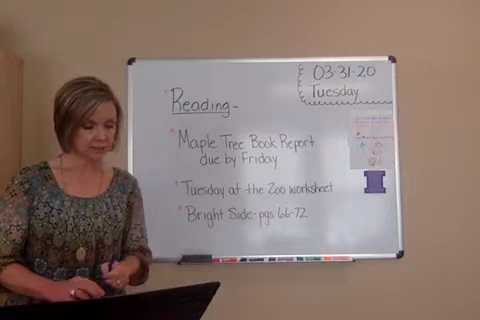 03-31-20
Tuesday
Reading-
* Maple Tree Book Report
due by Friday
* Tuesday at the Zoo worksheet
* Bright Side-pgs 66-72